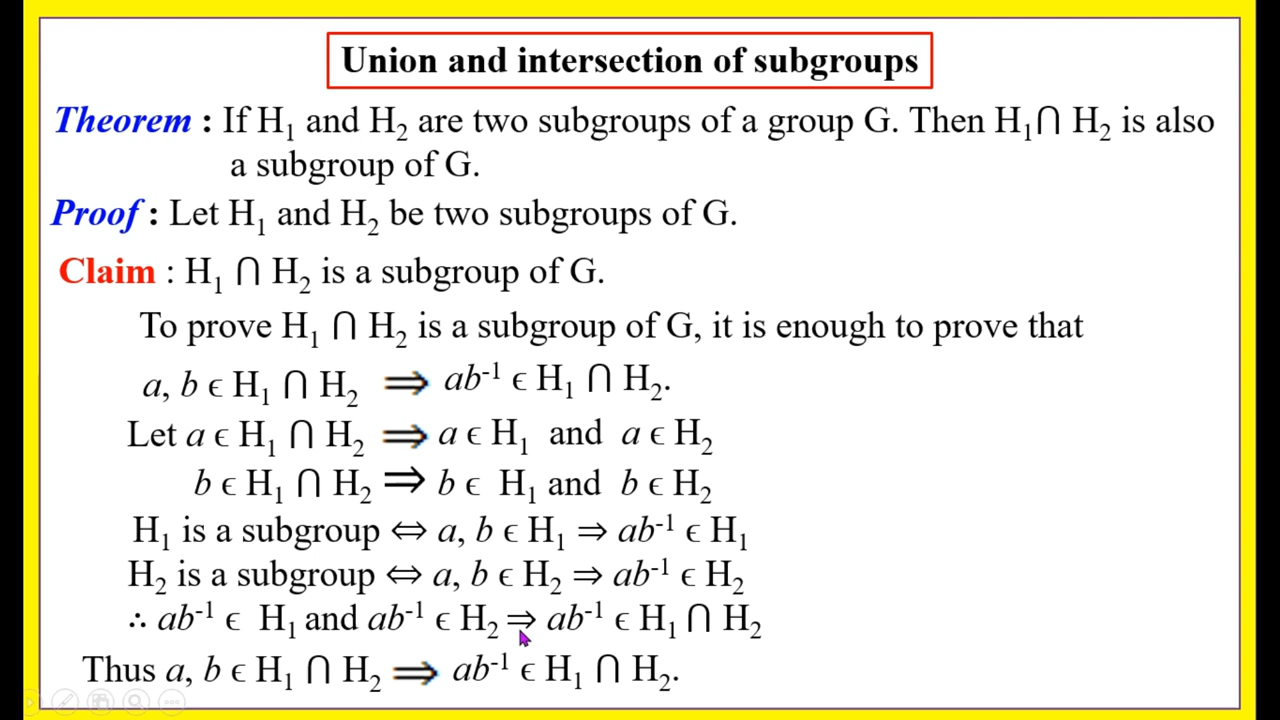 Union and intersection of subgroups
Theorem : If H₁ and H₂ are two subgroups of a group G. Then H₁⋂ H₂ is also
a subgroup of G.
Proof : Let H₁ and H₂ be two subgroups of G.
Claim : H₁ ⋂ H₂ is a subgroup of G.
To prove H₁ ⋂ H₂ is a subgroup of G, it is enough to prove that
a, b ϵ H₁ ⋂ H₂ ⇒ ab⁻¹ ϵ H₁ ⋂ H₂.
Let a ϵ H₁ ⋂ H₂ ⇒ a ϵ H₁ and a ϵ H₂
b ϵ H₁ ⋂ H₂ ⇒ b ϵ H₁ and b ϵ H₂
H₁ is a subgroup ⇔ a, b ϵ H₁ ⇒ ab⁻¹ ϵ H₁
H₂ is a subgroup ⇔ a, b ϵ H₂ ⇒ ab⁻¹ ϵ H₂
∴ ab⁻¹ ϵ H₁ and ab⁻¹ ϵ H₂ ⇒ ab⁻¹ ϵ H₁ ⋂ H₂
Thus a, b ϵ H₁ ⋂ H₂ ⇒ ab⁻¹ ϵ H₁ ⋂ H₂.